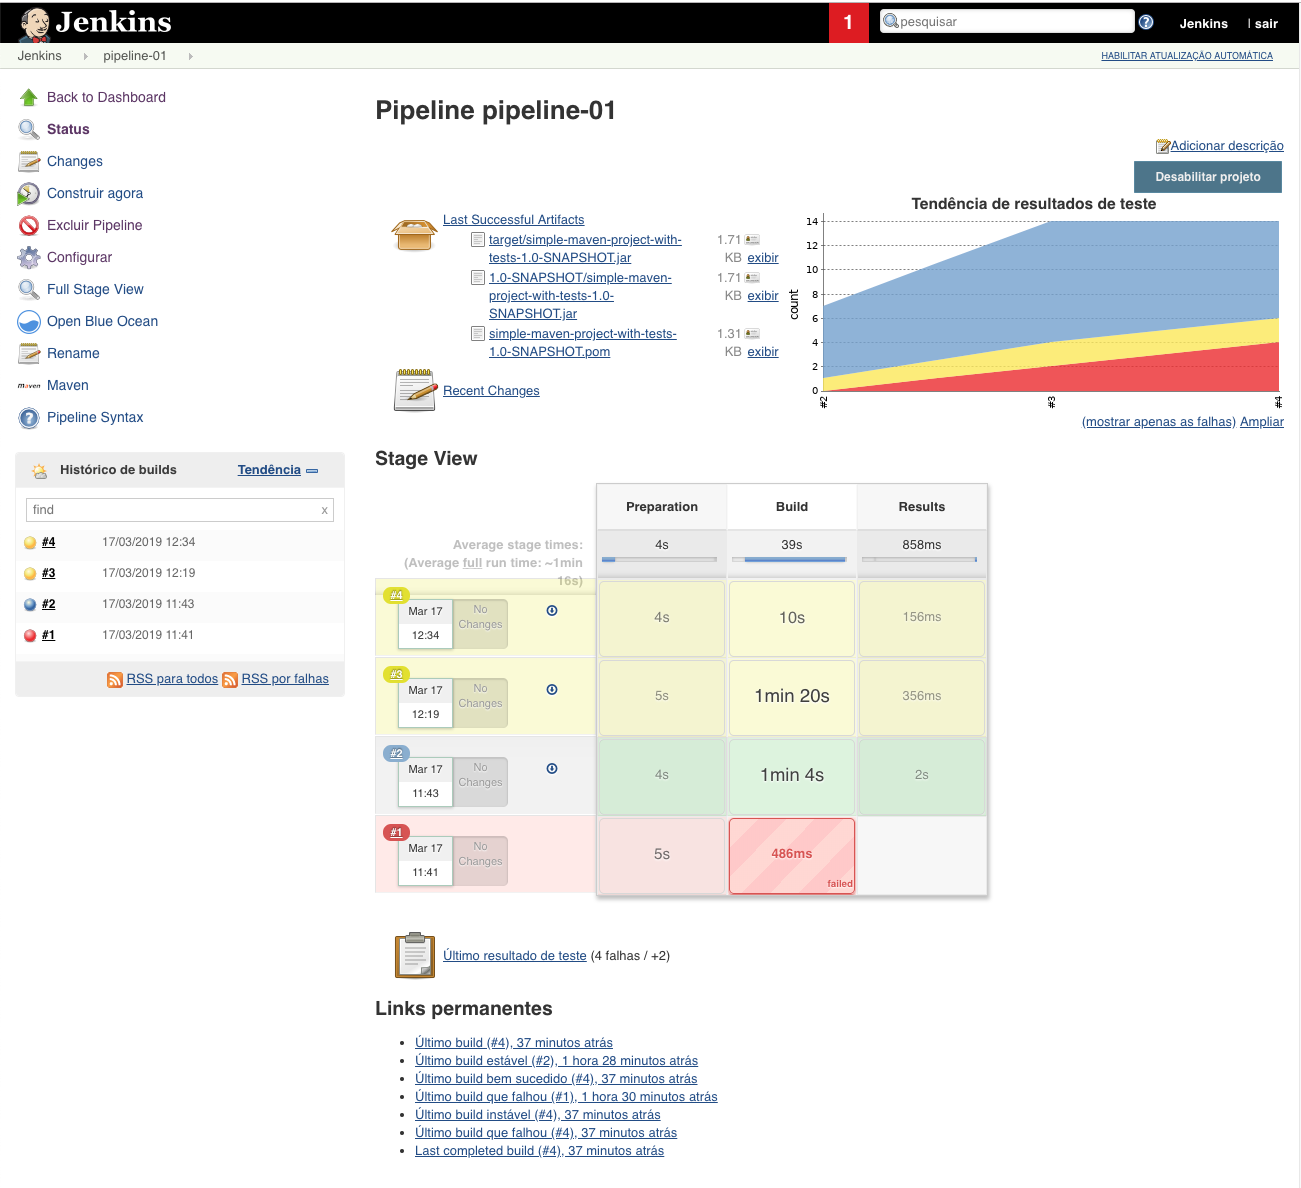 Jenkins
1
pesquisar
Jenkins
| sair
Jenkins
pipeline-01
HABILITAR ATUALIZAÇÃO AUTOMÁTICA
Back to Dashboard
Status
Changes
Construir agora
Excluir Pipeline
Configurar
Full Stage View
Open Blue Ocean
Rename
Maven
Maven
Pipeline Syntax
Histórico de builds
Tendência
find
x
#4 17/03/2019 12:34
#3 17/03/2019 12:19
#2 17/03/2019 11:43
#1 17/03/2019 11:41
RSS para todos
RSS por falhas
Pipeline pipeline-01
Adicionar descrição
Desabilitar projeto
Last Successful Artifacts
target/simple-maven-project-with-
tests-1.0-SNAPSHOT.jar
1.71
KB exibir
1.0-SNAPSHOT/simple-maven-
project-with-tests-1.0-
SNAPSHOT.jar
1.71
KB exibir
simple-maven-project-with-tests-
1.0-SNAPSHOT.pom
1.31
KB exibir
Recent Changes
Tendência de resultados de teste
count
14
12
10
8
6
4
2
0
#2
#3
#4
(mostrar apenas as falhas) Ampliar
Stage View
Preparation
Build
Results
Average stage times:
(Average full run time: ~1min
16s)
4s
39s
858ms
#4
Mar 17
12:34
No
Changes
4s
10s
156ms
#3
Mar 17
12:19
No
Changes
5s
1min 20s
356ms
#2
Mar 17
11:43
No
Changes
4s
1min 4s
2s
#1
Mar 17
11:41
No
Changes
5s
486ms
failed
Último resultado de teste (4 falhas / +2)
Links permanentes
Último build (#4), 37 minutos atrás
Último build estável (#2), 1 hora 28 minutos atrás
Último build bem sucedido (#4), 37 minutos atrás
Último build que falhou (#1), 1 hora 30 minutos atrás
Último build instável (#4), 37 minutos atrás
Último build que falhou (#4), 37 minutos atrás
Last completed build (#4), 37 minutos atrás